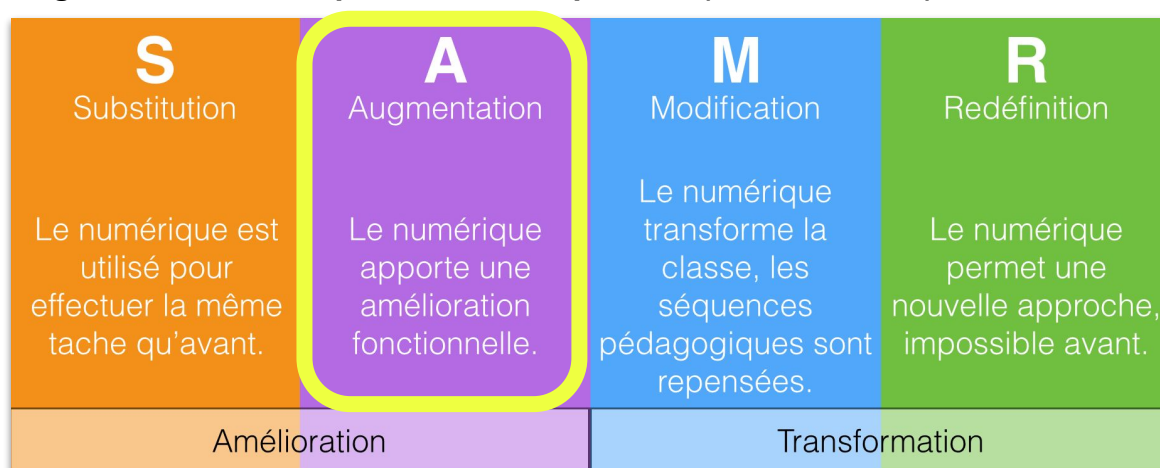 S
Substitution
Le numérique est
utilisé pour
effectuer la même
tache qu'avant.
A
Augmentation
Le numérique
apporte une
amélioration
fonctionnelle.
M
Modification
Le numérique
transforme la
classe, les
séquences
pédagogiques sont
repensées.
R
Redéfinition
Le numérique
permet une
nouvelle approche,
impossible avant.
Amélioration
Transformation